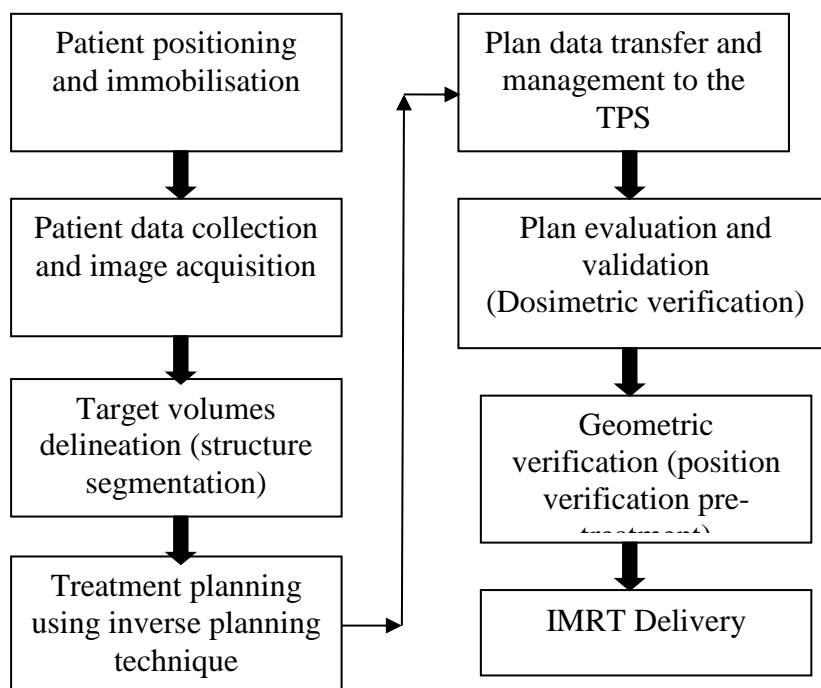 Patient positioning
and immobilisation
Patient data collection
and image acquisition
Target volumes
delineation (structure
segmentation)
Treatment planning
using inverse planning
technique
Plan data transfer and
management to the
TPS
Plan evaluation and
validation
(Dosimetric verification)
Geometric
verification (position
verification pre-
treatment)
IMRT Delivery